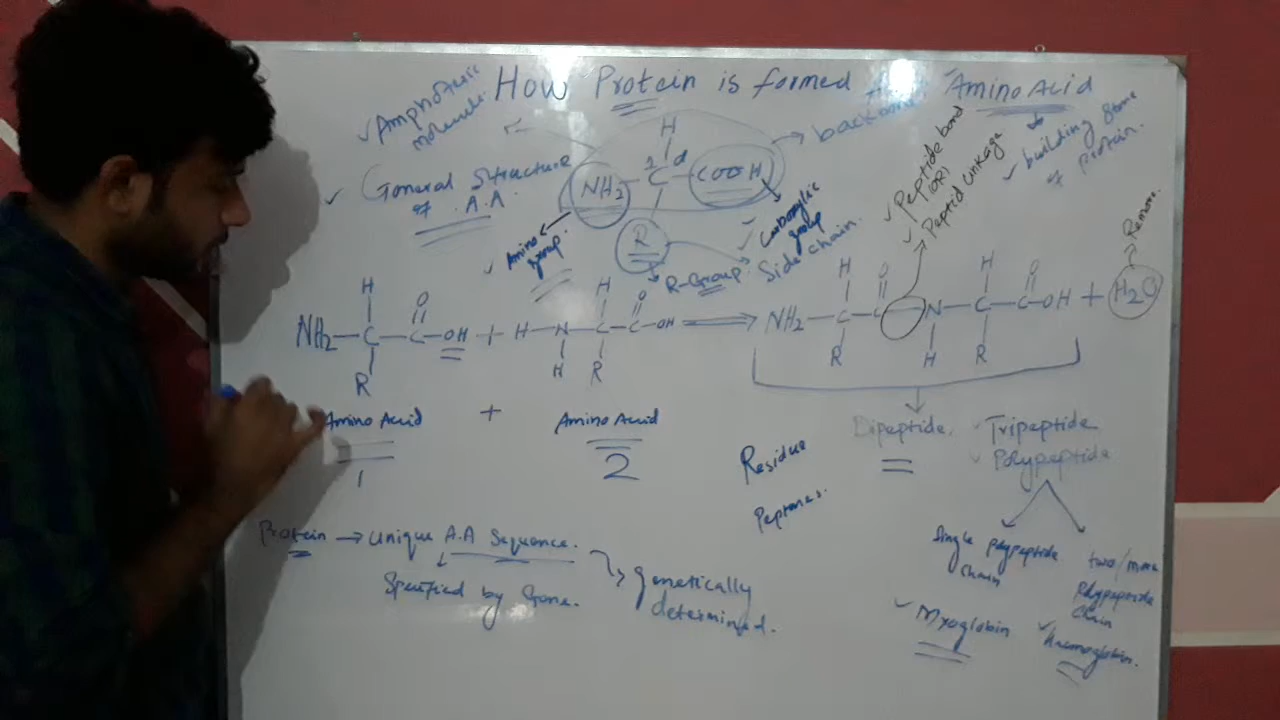 How Protein is formed
Amino Acid
✓ building stone
of protein.
✓ Amphoteric
molecule.
✓ General Structure
of A.A
H
NH2 - C - COOH
α
R
backbone
Amino
group.
Carboxylic
group
R-Group.
Side chain.
✓ Peptide bond
(OR)
✓ Peptid linkage
Remove.
H H O H O H O
NH2 - C - C - OH + H - N - C - C - OH → NH2 - C - C - N - C - C - OH + H2O
R H R R H R
Amino Acid + Amino Acid
1 2
Dipeptide.
Tripeptide
Polypeptide
Residue
Peptones.
Single polypeptide
chain
✓ Myoglobin
two/more
Polypeptide
chain
✓ Haemoglobin.
Protein → Unique A.A Sequence.
Specified by Gene.
genetically
determined.